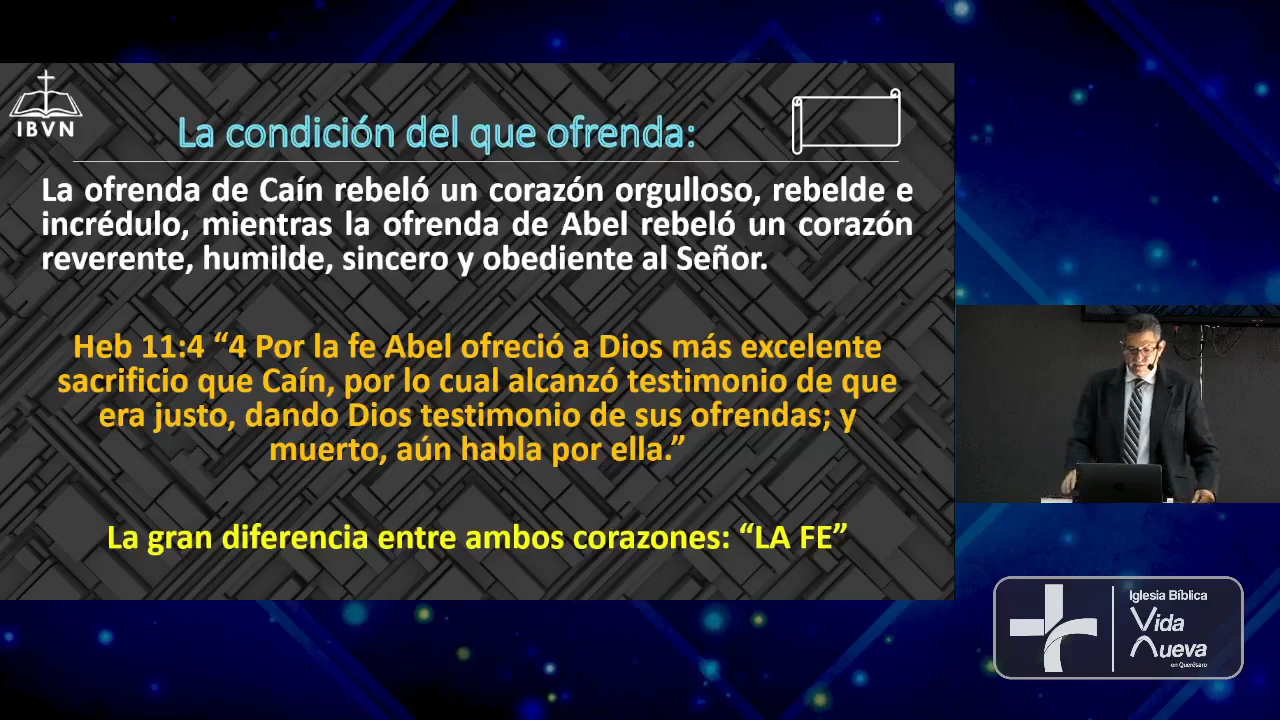 IBVN
La condición del que ofrenda:
La ofrenda de Caín rebeló un corazón orgulloso, rebelde e
incrédulo, mientras la ofrenda de Abel rebeló un corazón
reverente, humilde, sincero y obediente al Señor.
Heb 11:4 “4 Por la fe Abel ofreció a Dios más excelente
sacrificio que Caín, por lo cual alcanzó testimonio de que
era justo, dando Dios testimonio de sus ofrendas; y
muerto, aún habla por ella.”
La gran diferencia entre ambos corazones: “LA FE”
Iglesia Bíblica
Vida
Nueva
en Querétaro